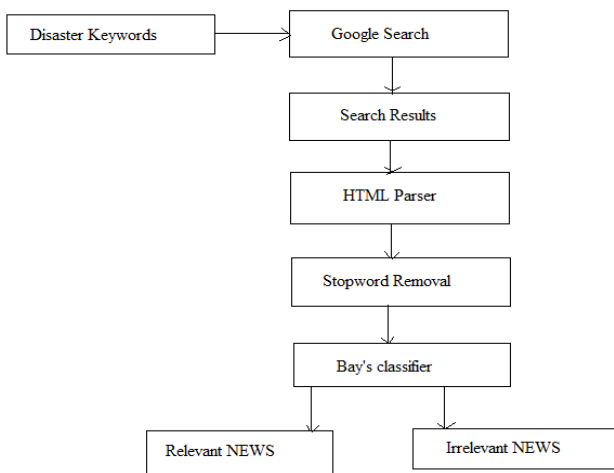 Disaster Keywords
Google Search
Search Results
HTML Parser
Stopword Removal
Bay's classifier
Relevant NEWS
Irrelevant NEWS